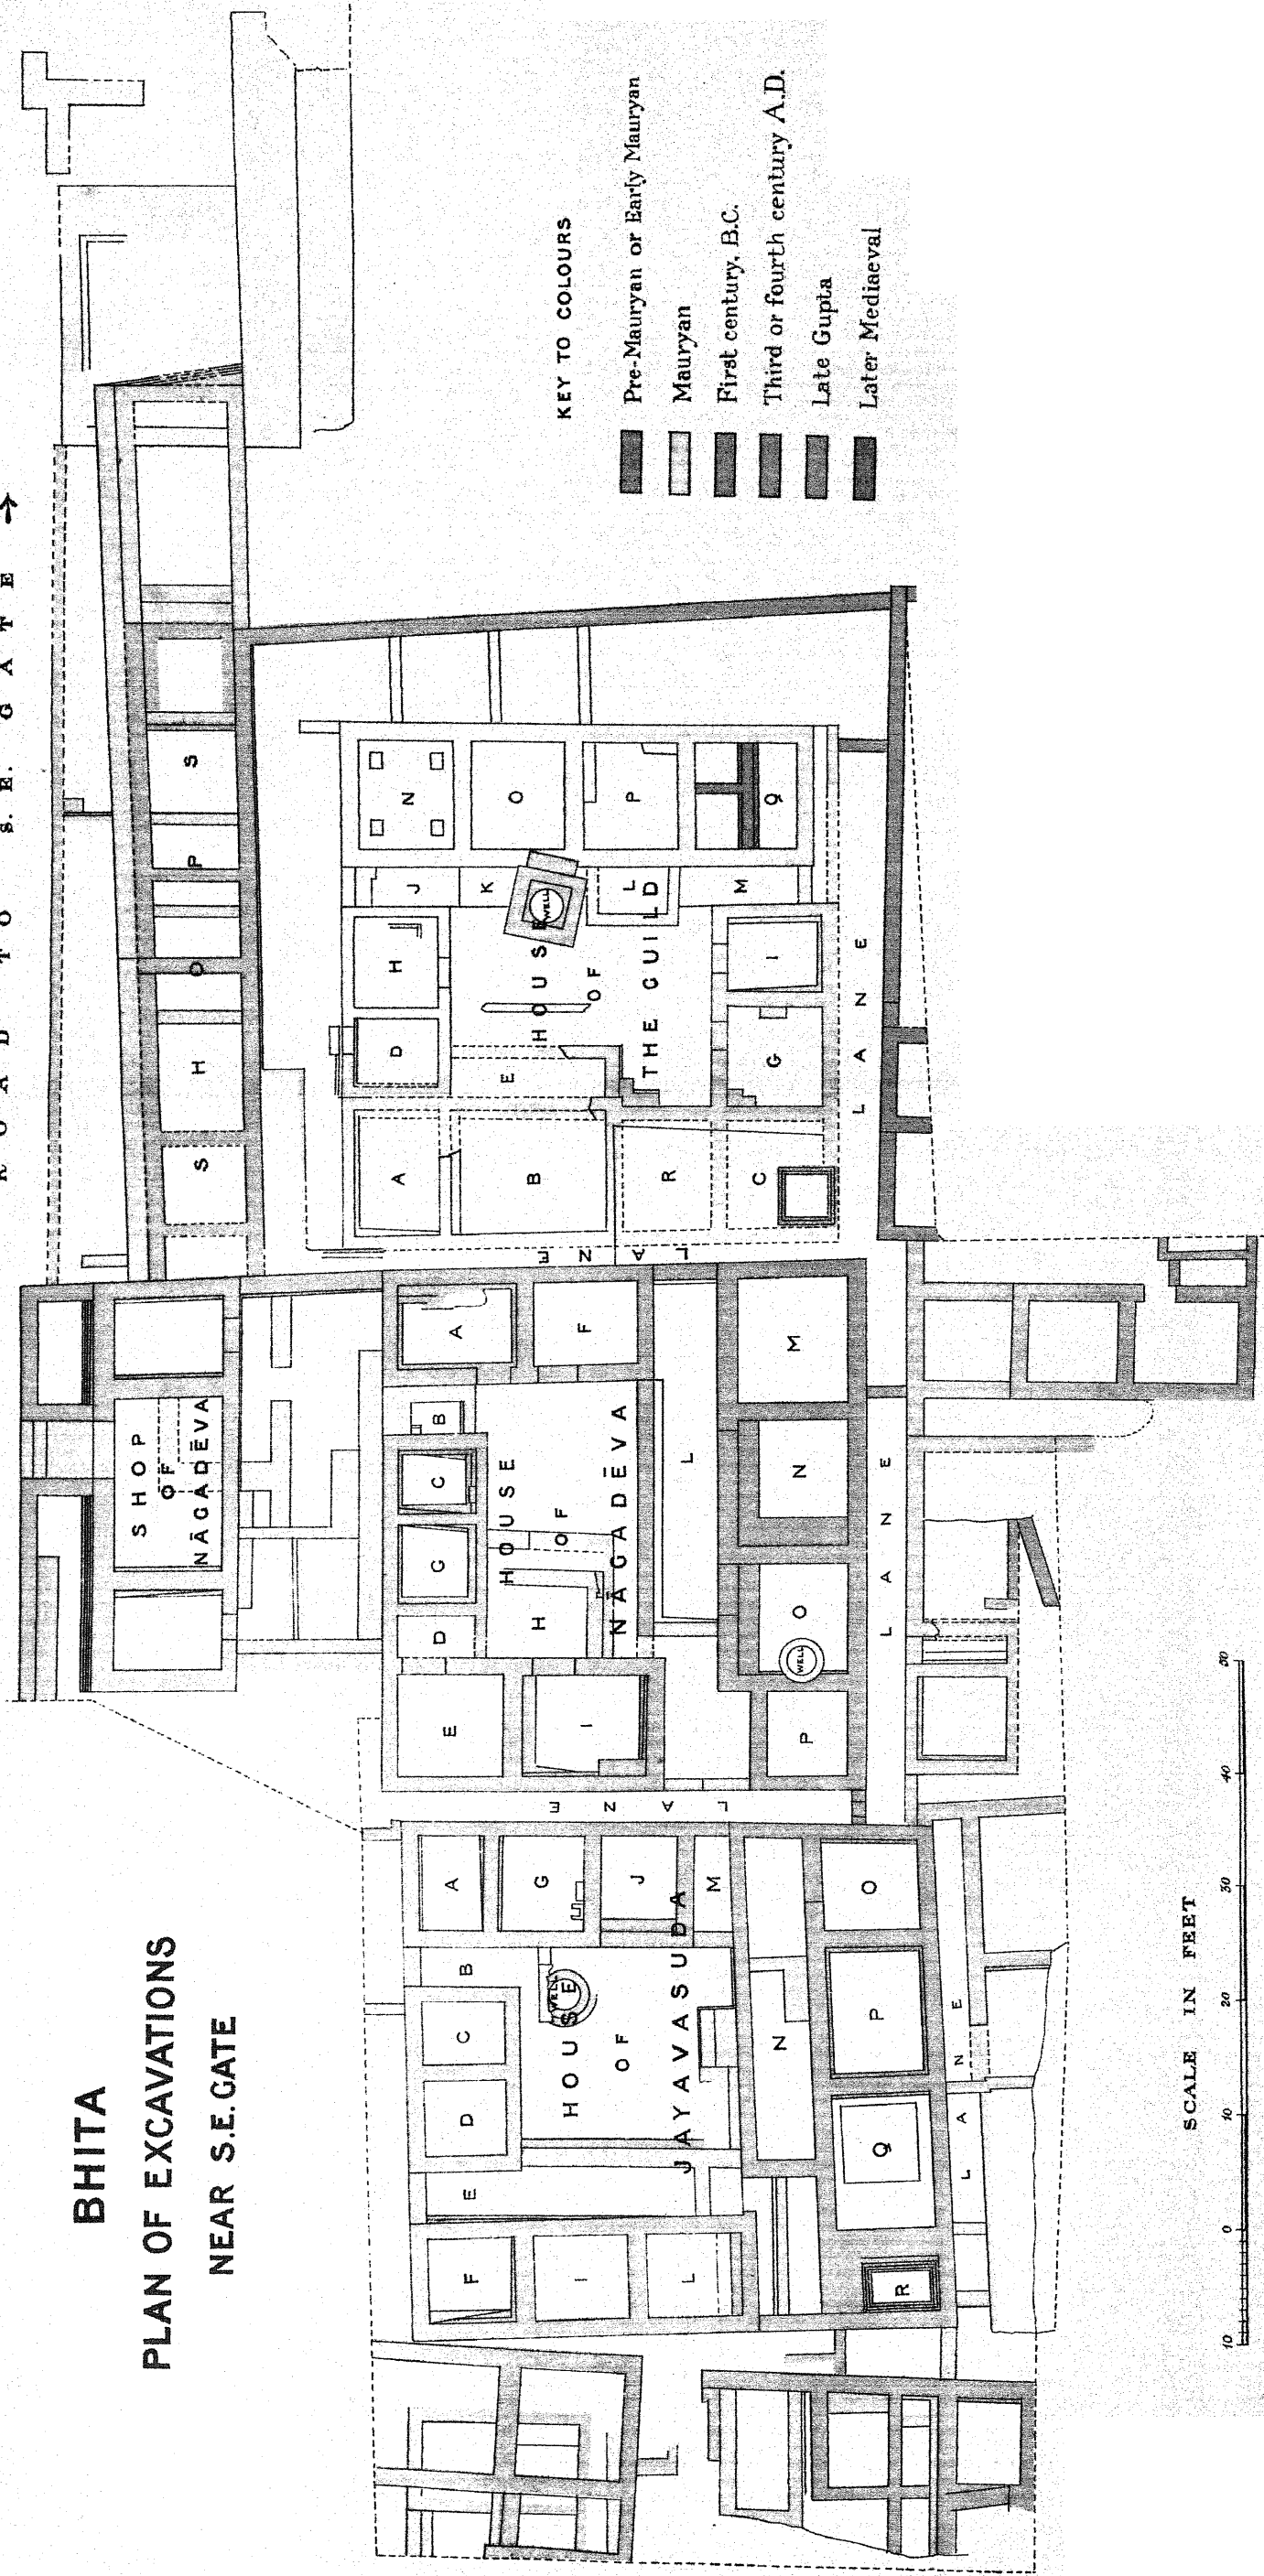 BHITA
PLAN OF EXCAVATIONS
NEAR S.E. GATE
ROAD TO S.E. GATE →
SHOP
OF
NĀGADĒVA
SHOPS
HOUSE
OF
JAYAVASUDA
A
B
C
D
E
F
G
I
J
L
M
N
O
P
Q
R
WELL
LANE
LANE
HOUSE
OF
NĀGADĒVA
A
B
C
D
E
F
G
H
I
L
M
N
O
P
WELL
LANE
LANE
HOUSE
OF
THE GUILD
A
B
C
D
E
G
H
I
J
K
L
M
N
O
P
Q
R
WELL
LANE
KEY TO COLOURS
Pre-Mauryan or Early Mauryan
Mauryan
First century, B.C.
Third or fourth century A.D.
Late Gupta
Later Mediaeval
SCALE IN FEET
10 0 10 20 30 40 50